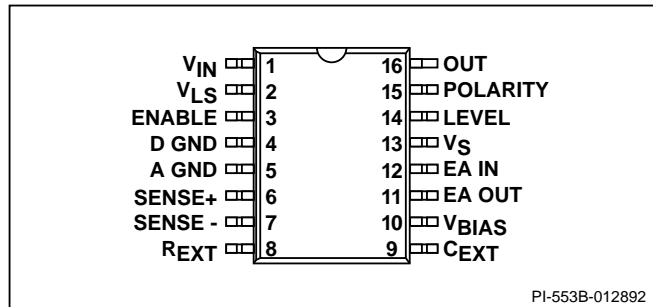 VIN 1 16 OUT
VLS 2 15 POLARITY
ENABLE 3 14 LEVEL
D GND 4 13 VS
A GND 5 12 EA IN
SENSE+ 6 11 EA OUT
SENSE - 7 10 VBIAS
REXT 8 9 CEXT
PI-553B-012892